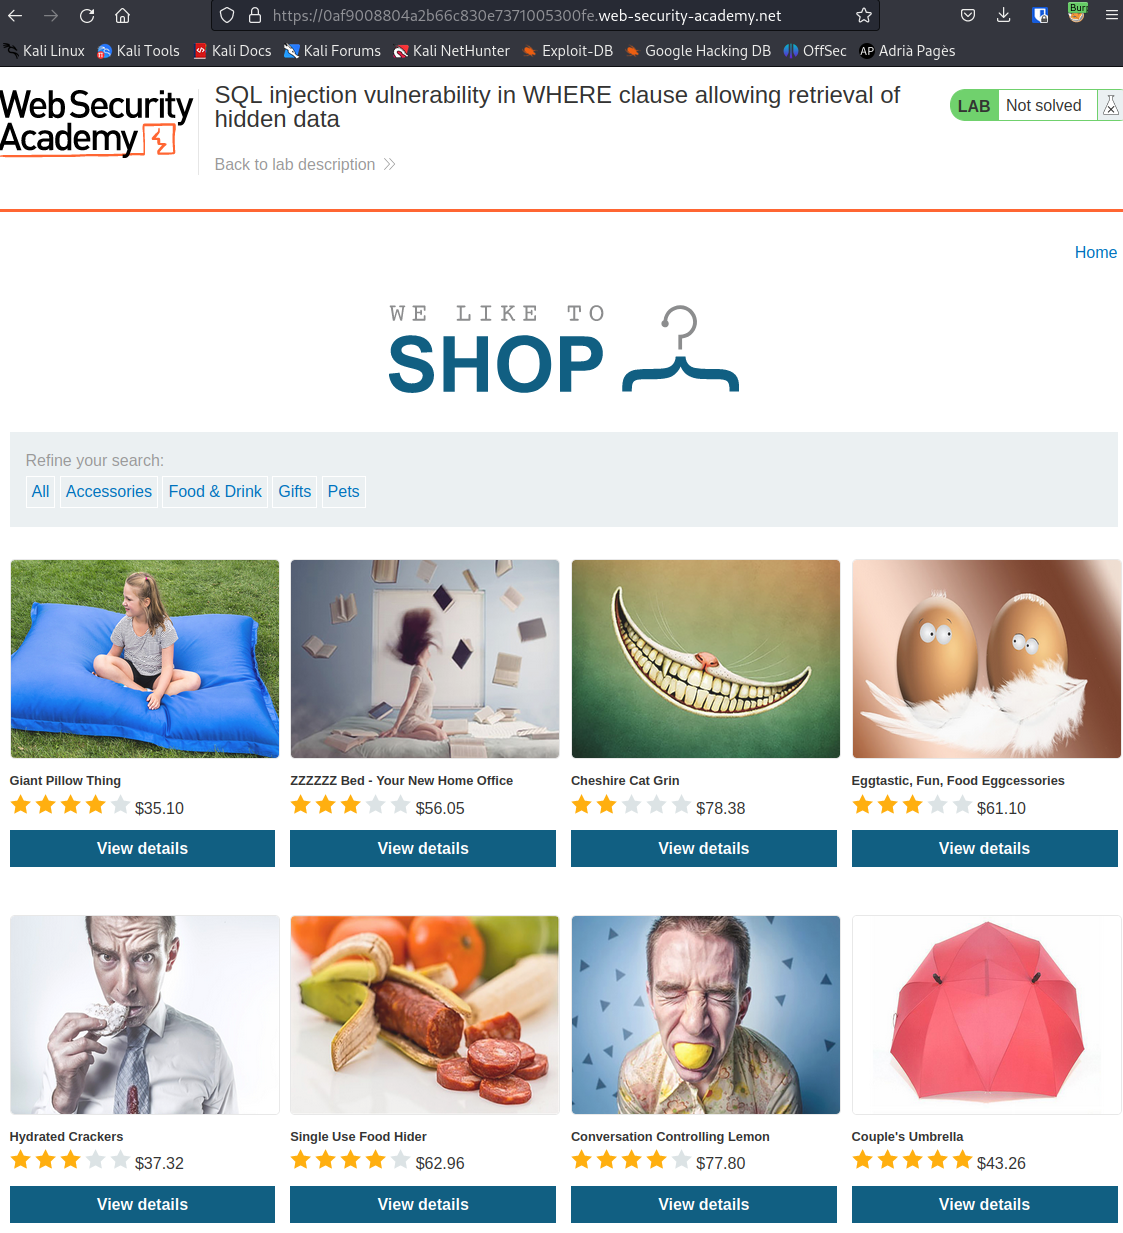 https://0af9008804a2b66c830e7371005300fe.web-security-academy.net
Kali Linux Kali Tools Kali Docs Kali Forums Kali NetHunter Exploit-DB Google Hacking DB OffSec AP Adrià Pagès
Web Security
Academy
SQL injection vulnerability in WHERE clause allowing retrieval of
hidden data
Back to lab description
LAB Not solved
Home
WE LIKE TO
SHOP
Refine your search:
All Accessories Food & Drink Gifts Pets
Giant Pillow Thing
$35.10
View details
ZZZZZZ Bed - Your New Home Office
$56.05
View details
Cheshire Cat Grin
$78.38
View details
Eggtastic, Fun, Food Eggcessories
$61.10
View details
Hydrated Crackers
$37.32
View details
Single Use Food Hider
$62.96
View details
Conversation Controlling Lemon
$77.80
View details
Couple's Umbrella
$43.26
View details